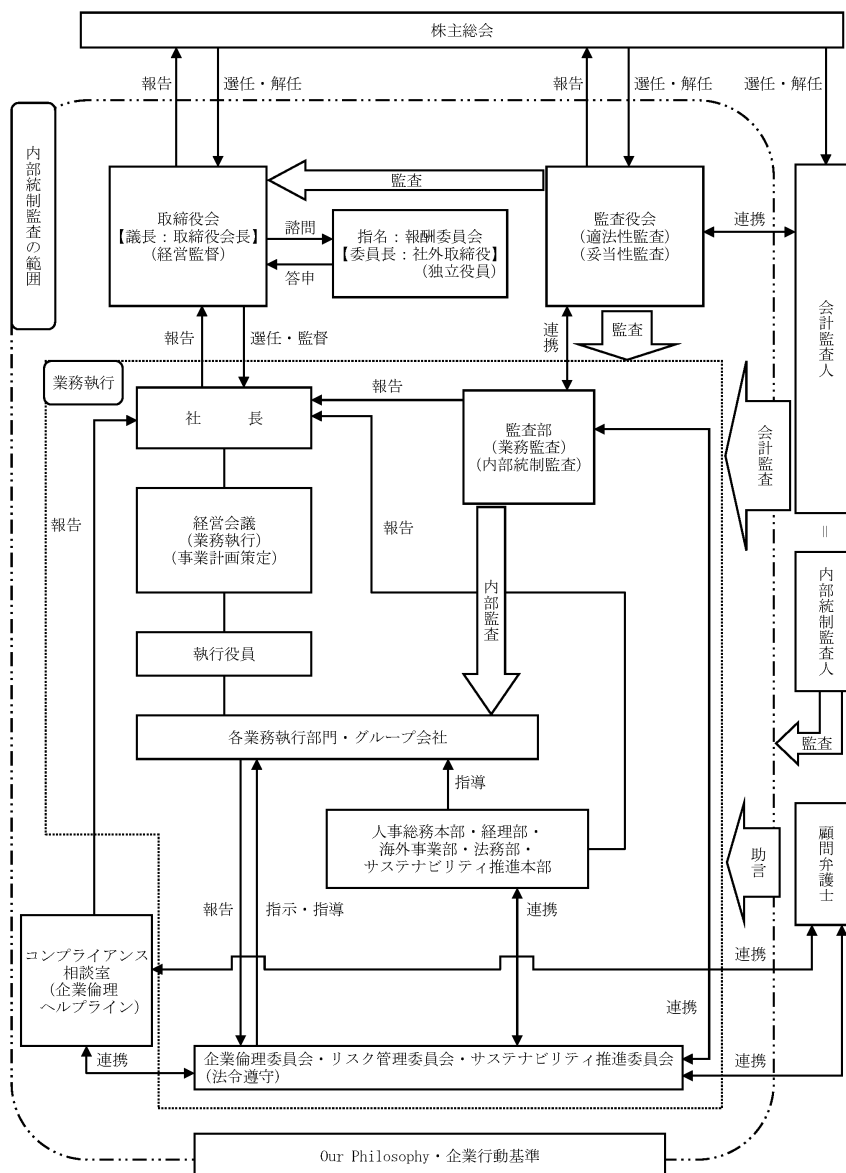 株主総会
報告
選任・解任
報告
選任・解任
選任・解任
内部統制監査の範囲
監査
取締役会
【議長：取締役会長】
（経営監督）
諮問
答申
指名：報酬委員会
【委員長：社外取締役】
（独立役員）
監査役会
（適法性監査）
（妥当性監査）
連携
会計監査人
報告
選任・監督
連携
監査
業務執行
社　長
報告
監査部
（業務監査）
（内部統制監査）
会計監査
経営会議
（業務執行）
（事業計画策定）
報告
報告
＝
内部監査
内部統制監査人
執行役員
監査
各業務執行部門・グループ会社
指導
人事総務本部・経理部・
海外事業部・法務部・
サステナビリティ推進本部
助言
顧問弁護士
報告
指示・指導
連携
コンプライアンス
相談室
（企業倫理
ヘルプライン）
連携
連携
連携
企業倫理委員会・リスク管理委員会・サステナビリティ推進委員会
（法令遵守）
連携
Our Philosophy・企業行動基準